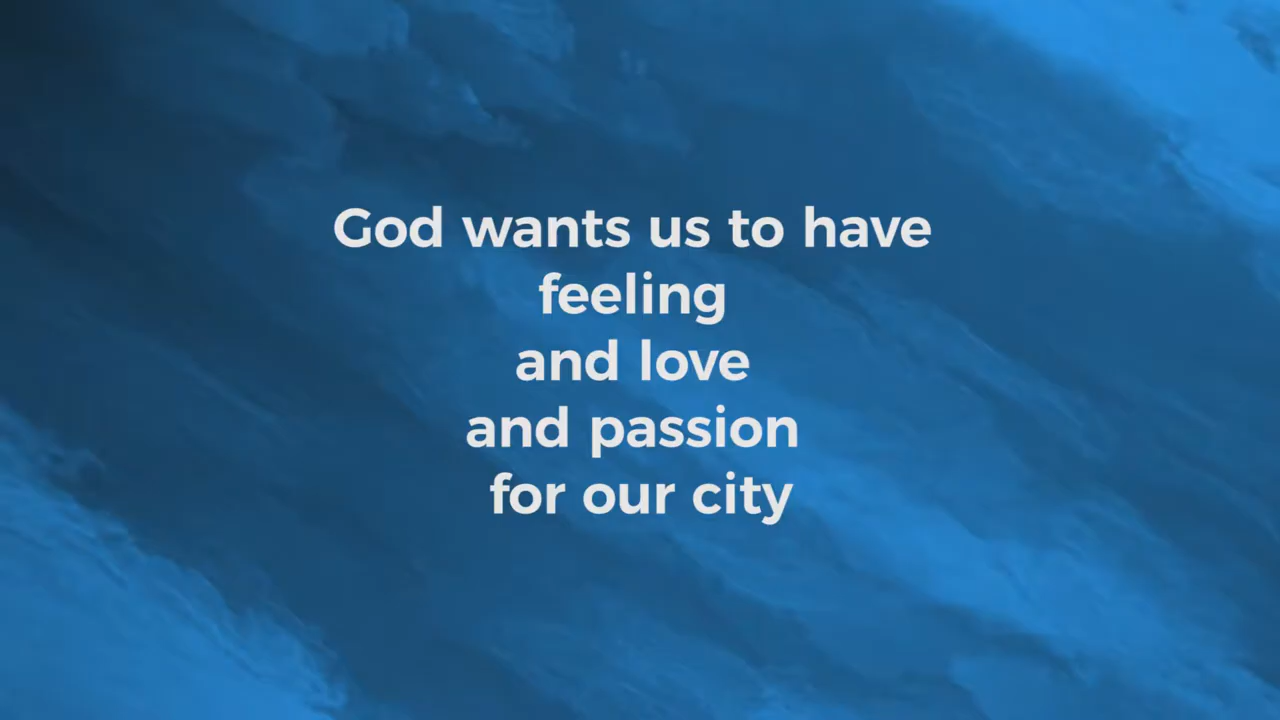 God wants us to have
feeling
and love
and passion
for our city